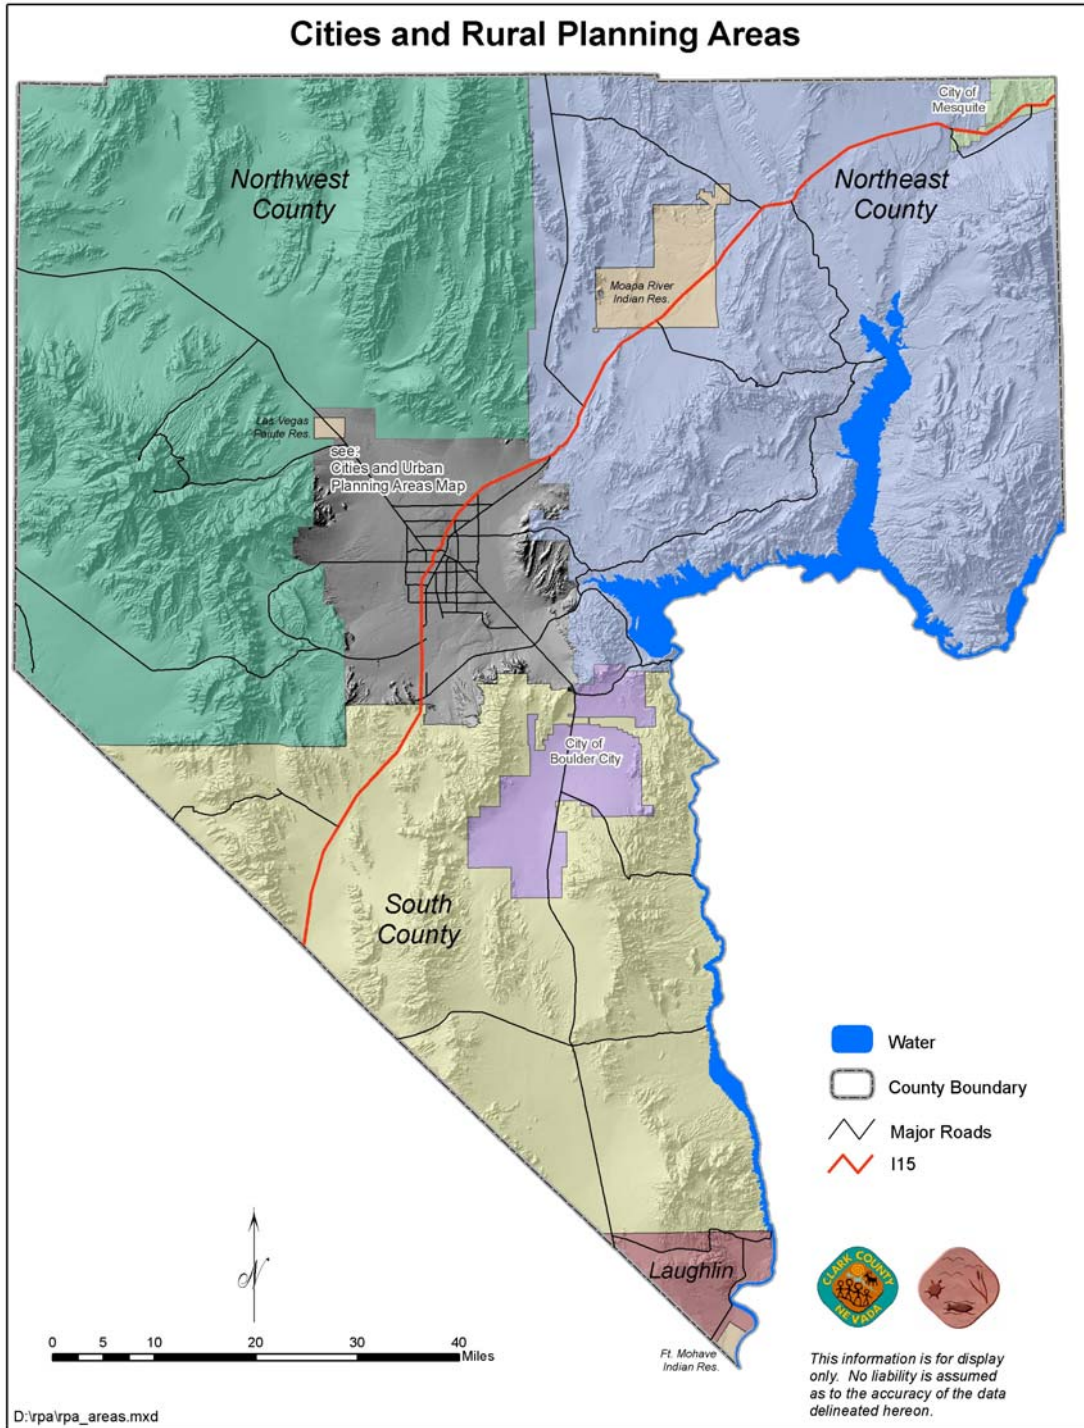 Cities and Rural Planning Areas
City of
Mesquite
Northwest
County
Northeast
County
Moapa River
Indian Res.
Las Vegas
Paiute Res.
see:
Cities and Urban
Planning Areas Map
City of
Boulder City
South
County
Water
County Boundary
Major Roads
I15
Laughlin
CLARK COUNTY
NEVADA
N
0 5 10 20 30 40
Miles
Ft. Mohave
Indian Res.
This information is for display
only. No liability is assumed
as to the accuracy of the data
delineated hereon.
D:\rpa\rpa_areas.mxd